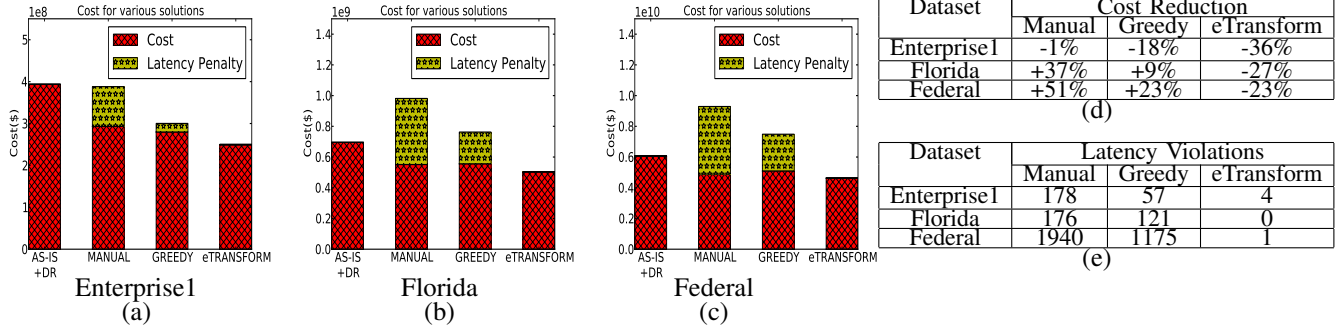 1e8 Cost for various solutions
Cost
Latency Penalty
5
4
3
2
1
0
Cost($)
AS-IS +DR MANUAL GREEDY eTRANSFORM
Enterprise1
(a)
1e9 Cost for various solutions
Cost
Latency Penalty
1.4
1.2
1.0
0.8
0.6
0.4
0.2
0.0
Cost($)
AS-IS +DR MANUAL GREEDY eTRANSFORM
Florida
(b)
1e10 Cost for various solutions
Cost
Latency Penalty
1.4
1.2
1.0
0.8
0.6
0.4
0.2
0.0
Cost($)
AS-IS +DR MANUAL GREEDY eTRANSFORM
Federal
(c)
Dataset Cost Reduction
Manual Greedy eTransform
Enterprise1 -1% -18% -36%
Florida +37% +9% -27%
Federal +51% +23% -23%
(d)
Dataset Latency Violations
Manual Greedy eTransform
Enterprise1 178 57 4
Florida 176 121 0
Federal 1940 1175 1
(e)